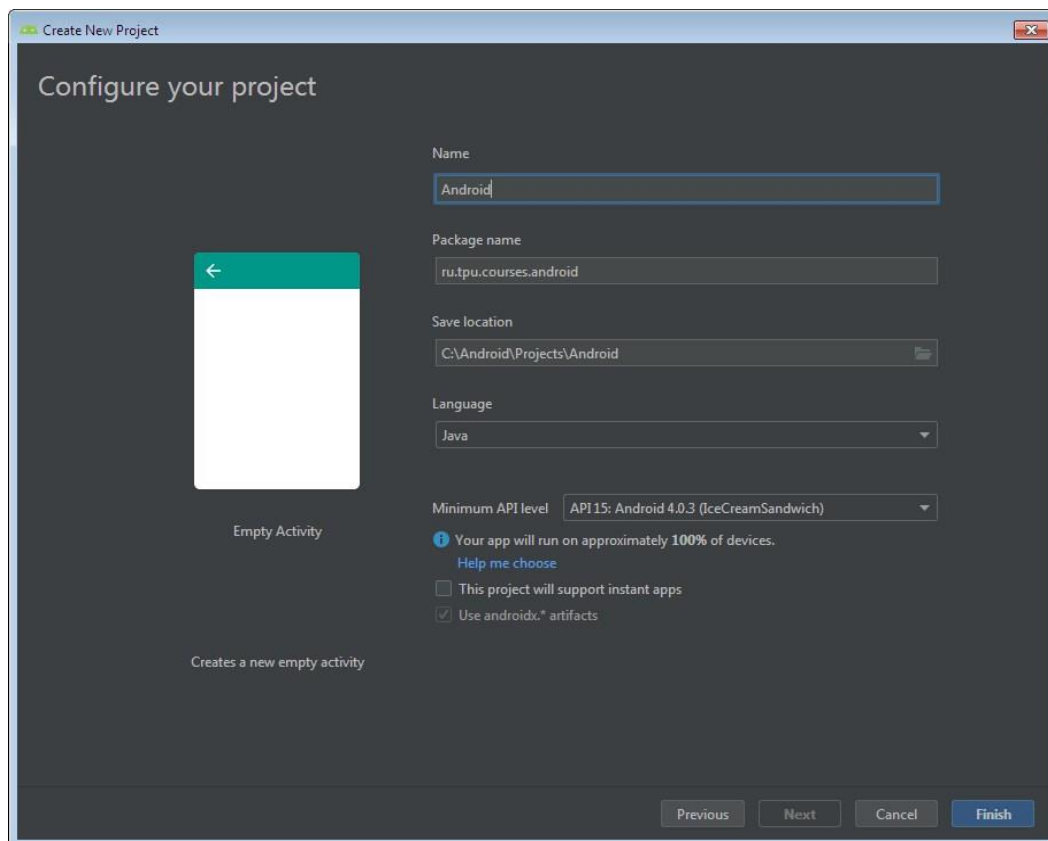 Create New Project
Configure your project
Name
Android
Package name
ru.tpu.courses.android
Save location
C:\Android\Projects\Android
Language
Java
Minimum API level API 15: Android 4.0.3 (IceCreamSandwich)
Empty Activity
Your app will run on approximately 100% of devices.
Help me choose
This project will support instant apps
Use androidx.* artifacts
Creates a new empty activity
Previous Next Cancel Finish